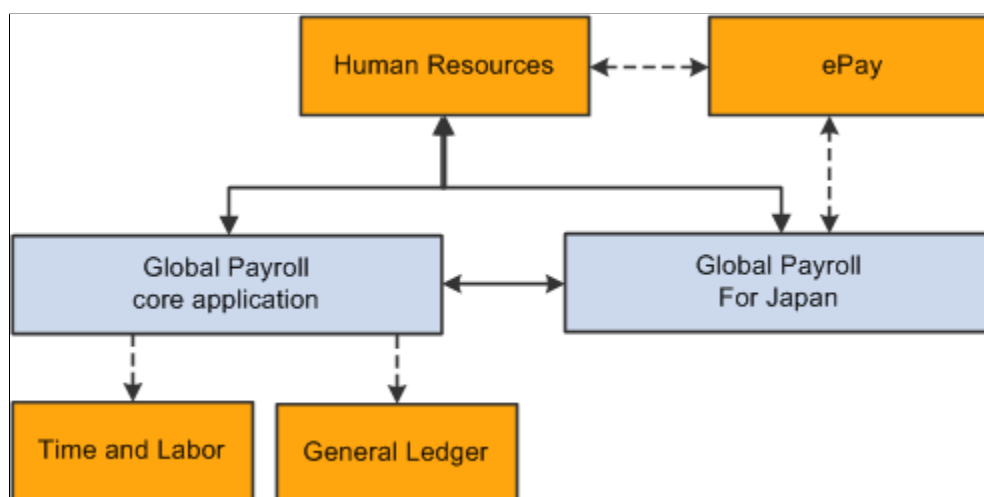 Human Resources
ePay
Global Payroll
core application
Global Payroll
For Japan
Time and Labor
General Ledger